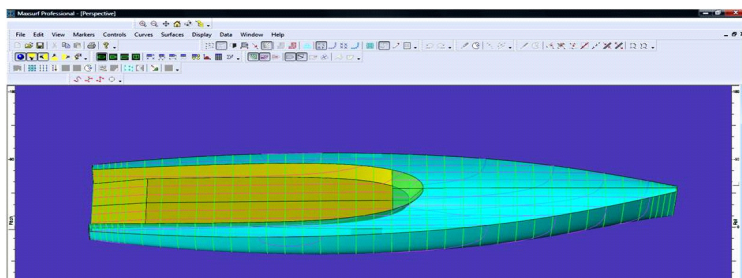 Maxsurf Professional - [Perspective]
File Edit View Markers Controls Curves Surfaces Display Data Window Help